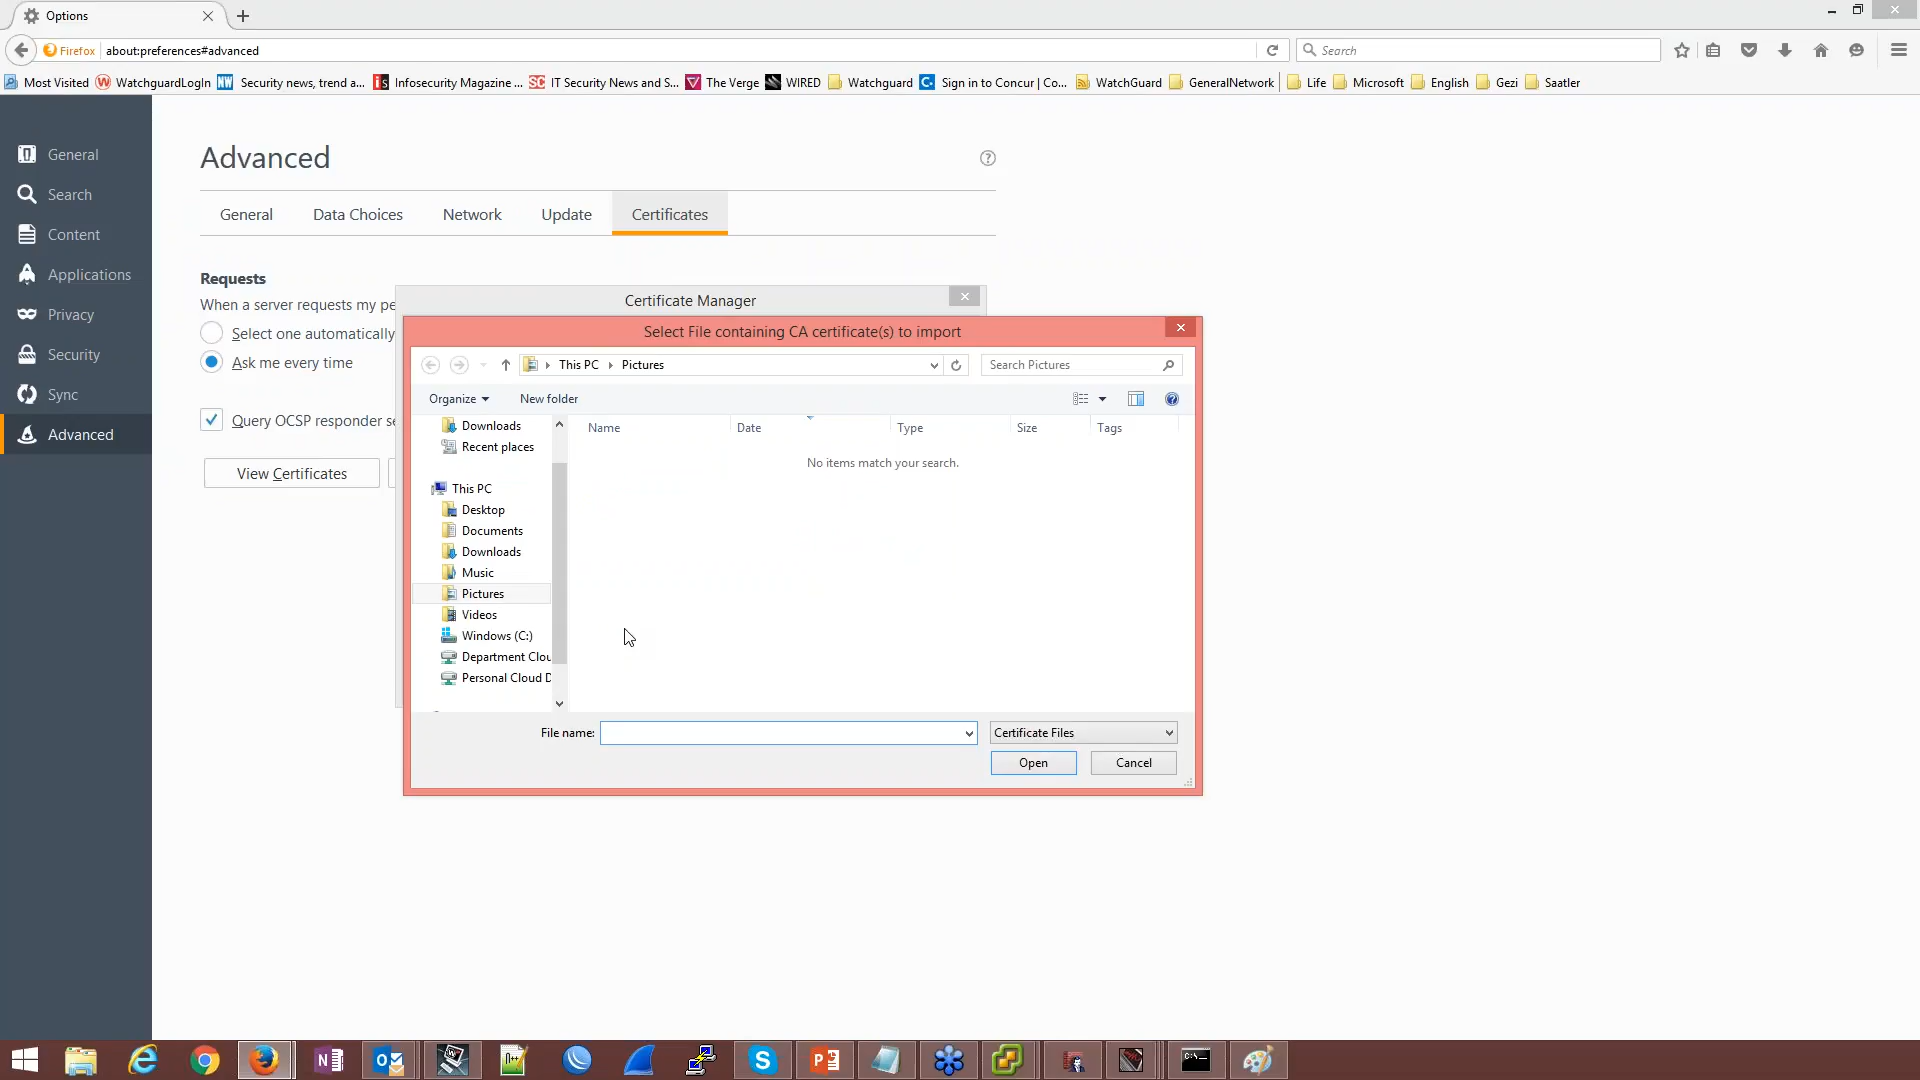 Options
Firefox about:preferences#advanced Search
Most Visited WatchguardLogIn Security news, trend a... Infosecurity Magazine ... IT Security News and S... The Verge WIRED Watchguard Sign in to Concur | Co... WatchGuard GeneralNetwork Life Microsoft English Gezi Saatler
General
Search
Content
Applications
Privacy
Security
Sync
Advanced
Advanced
General Data Choices Network Update Certificates
Requests
When a server requests my pe
Select one automatically
Ask me every time
Query OCSP responder se
View Certificates
Certificate Manager
Select File containing CA certificate(s) to import
This PC Pictures Search Pictures
Organize New folder
Name Date Type Size Tags
No items match your search.
Downloads
Recent places
This PC
Desktop
Documents
Downloads
Music
Pictures
Videos
Windows (C:)
Department Clou
Personal Cloud D
File name: Certificate Files
Open Cancel